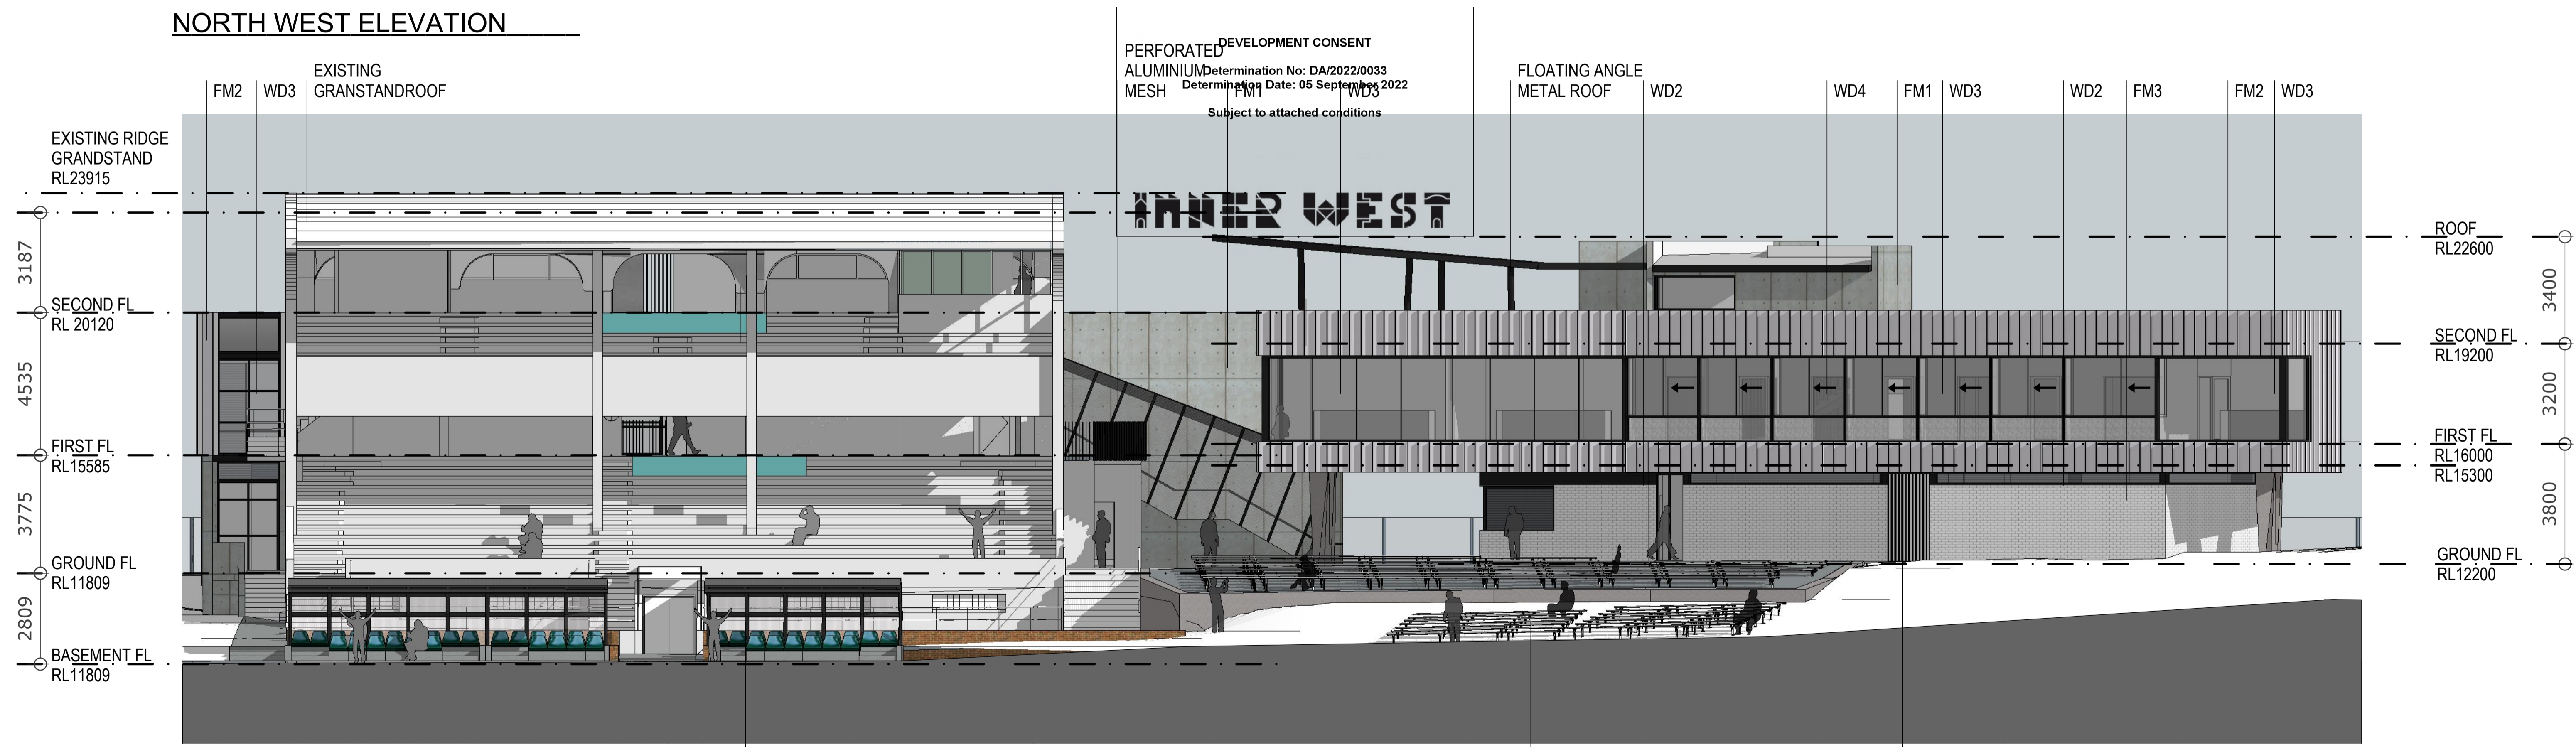 NORTH WEST ELEVATION
DEVELOPMENT CONSENT
Determination No: DA/2022/0033
Determination Date: 05 September 2022
Subject to attached conditions
INNER WEST
FM2
WD3
EXISTING
GRANSTANDROOF
PERFORATED
ALUMINIUM
MESH
FM1
WD3
FLOATING ANGLE
METAL ROOF
WD2
WD4
FM1
WD3
WD2
FM3
FM2
WD3
EXISTING RIDGE
GRANDSTAND
RL23915
3187
SECOND FL
RL 20120
4535
FIRST FL
RL15585
3775
GROUND FL
RL11809
2809
BASEMENT FL
RL11809
ROOF
RL22600
3400
SECOND FL
RL19200
3200
FIRST FL
RL16000
RL15300
3800
GROUND FL
RL12200